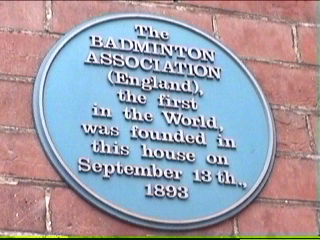 The
BADMINTON
ASSOCIATION
(England),
the first
in the World,
was founded in
this house on
September 13th.,
1893